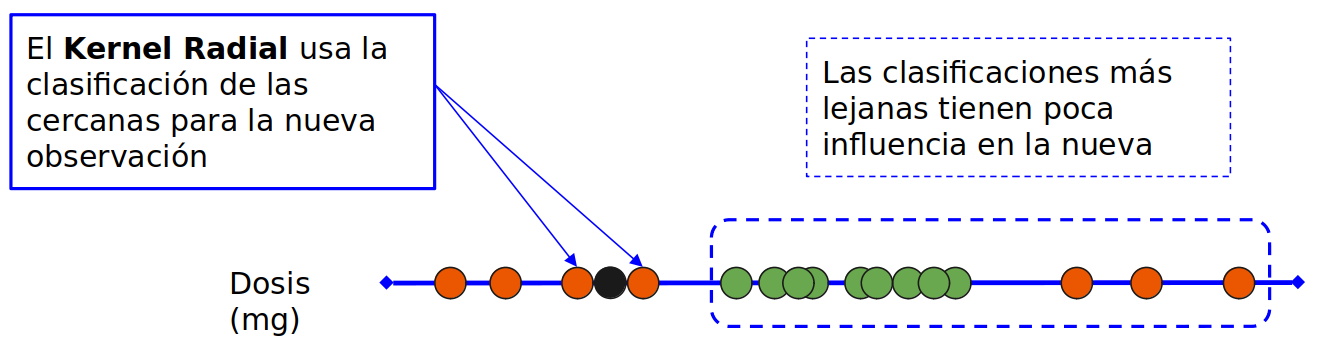 El Kernel Radial usa la
clasificación de las
cercanas para la nueva
observación
Las clasificaciones más
lejanas tienen poca
influencia en la nueva
Dosis
(mg)